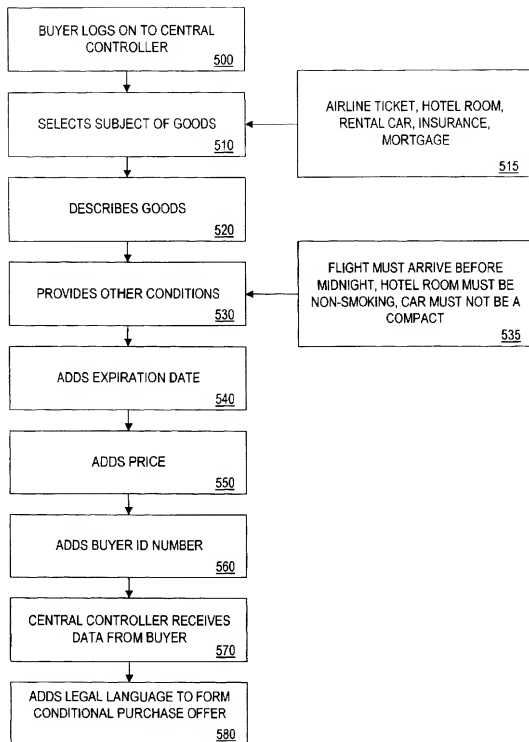 BUYER LOGS ON TO CENTRAL
CONTROLLER
500
SELECTS SUBJECT OF GOODS
510
AIRLINE TICKET, HOTEL ROOM,
RENTAL CAR, INSURANCE,
MORTGAGE
515
DESCRIBES GOODS
520
PROVIDES OTHER CONDITIONS
530
FLIGHT MUST ARRIVE BEFORE
MIDNIGHT, HOTEL ROOM MUST BE
NON-SMOKING, CAR MUST NOT BE A
COMPACT
535
ADDS EXPIRATION DATE
540
ADDS PRICE
550
ADDS BUYER ID NUMBER
560
CENTRAL CONTROLLER RECEIVES
DATA FROM BUYER
570
ADDS LEGAL LANGUAGE TO FORM
CONDITIONAL PURCHASE OFFER
580